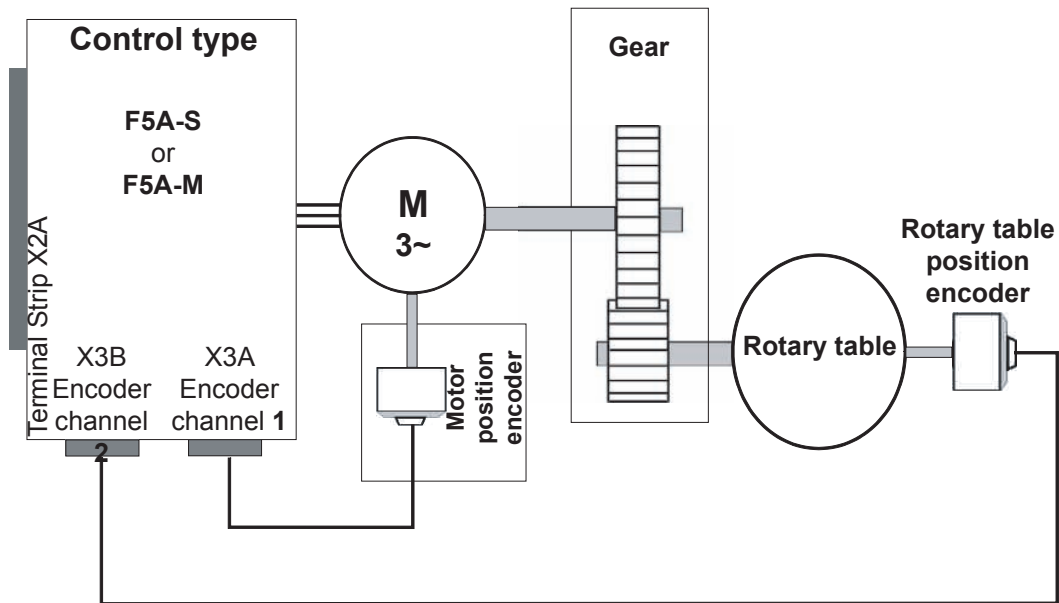 Control type
F5A-S
or
F5A-M
Terminal Strip X2A
X3B
Encoder
channel
2
X3A
Encoder
channel 1
M
3~
Motor
position
encoder
Gear
Rotary table
Rotary table
position
encoder